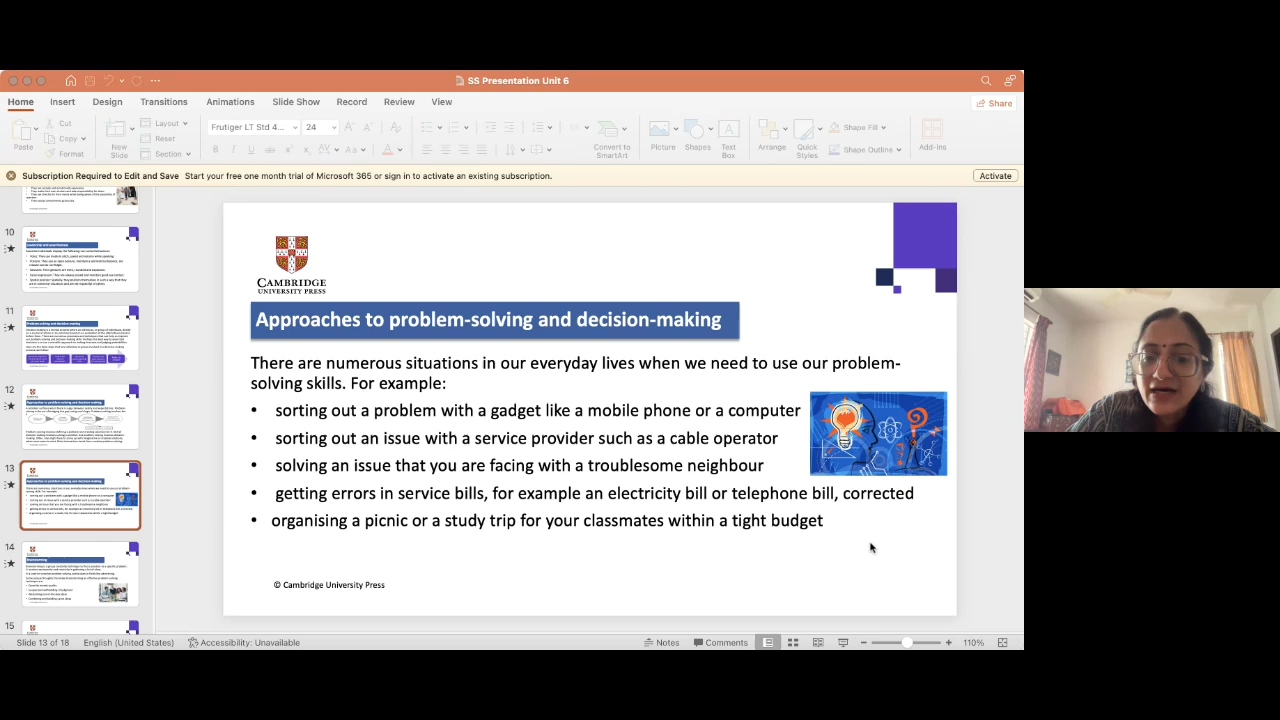 SS Presentation Unit 6
Home Insert Design Transitions Animations Slide Show Record Review View
Share
Paste
Cut
Copy
Format
New Slide
Layout
Reset
Section
Frutiger LT Std 4... 24
Convert to SmartArt
Picture Shapes Text Box Arrange Quick Styles
Shape Fill
Shape Outline
Add-ins
Subscription Required to Edit and Save Start your free one month trial of Microsoft 365 or sign in to activate an existing subscription. Activate
10
11
12
13
14
15
CAMBRIDGE
UNIVERSITY PRESS
Approaches to problem-solving and decision-making
There are numerous situations in our everyday lives when we need to use our problem-
solving skills. For example:
sorting out a problem with a gadget like a mobile phone or a computer
• sorting out an issue with a service provider such as a cable operator
• solving an issue that you are facing with a troublesome neighbour
• getting errors in service bills, for example an electricity bill or telephone bill, corrected
• organising a picnic or a study trip for your classmates within a tight budget
© Cambridge University Press
Slide 13 of 18 English (United States) Accessibility: Unavailable Notes Comments 110%